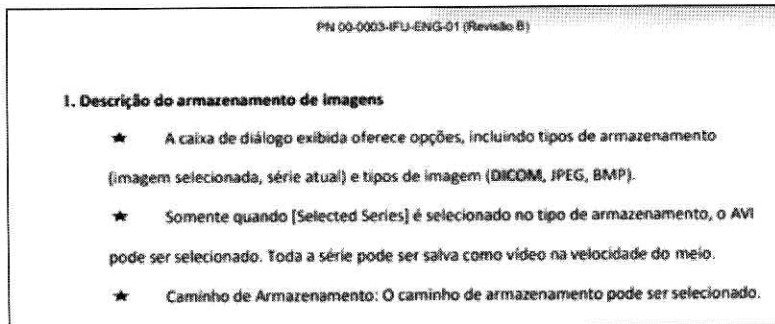 PN 00-0003-IFU-ENG-01 (Revisão B)
1. Descrição do armazenamento de imagens
★ A caixa de diálogo exibida oferece opções, incluindo tipos de armazenamento
(imagem selecionada, série atual) e tipos de imagem (DICOM, JPEG, BMP).
★ Somente quando [Selected Series] é selecionado no tipo de armazenamento, o AVI
pode ser selecionado. Toda a série pode ser salva como vídeo na velocidade do meio.
★ Caminho de Armazenamento: O caminho de armazenamento pode ser selecionado.